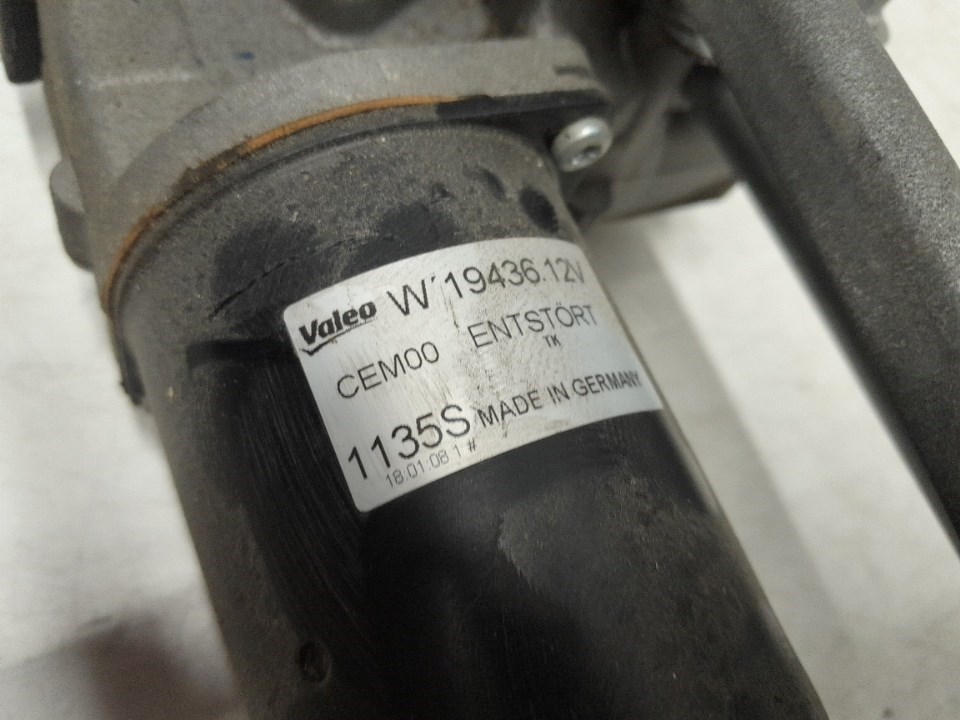 Valeo W'19436.12V
CEM00 ENTSTÖRT
TK
1135S MADE IN GERMANY
18.01.08 1 #